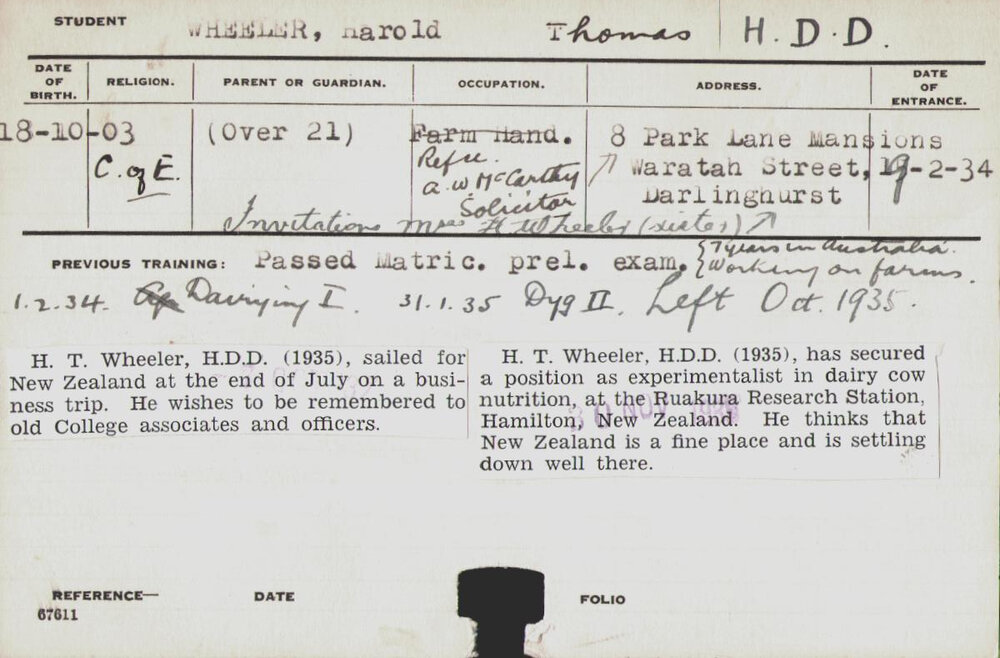 STUDENT WHEELER, Harold Thomas H.D.D.
DATE OF BIRTH. RELIGION. PARENT OR GUARDIAN. OCCUPATION. ADDRESS. DATE OF ENTRANCE.
18-10-03 (Over 21) Farm Hand. 8 Park Lane Mansions
C. of E. Refee. Waratah Street, 19-2-34
A. W. McCarthy Darlinghurst
Solicitor
Invitations Miss H Wheeler (sister)
PREVIOUS TRAINING: Passed Matric. prel. exam. { 7 years in Australia.
Working on farms.
1.2.34. Dairying I. 31.1.35 Dyg II. Left Oct. 1935.
H. T. Wheeler, H.D.D. (1935), sailed for
New Zealand at the end of July on a busi-
ness trip. He wishes to be remembered to
old College associates and officers.
H. T. Wheeler, H.D.D. (1935), has secured
a position as experimentalist in dairy cow
nutrition, at the Ruakura Research Station,
Hamilton, New Zealand. He thinks that
New Zealand is a fine place and is settling
down well there.
30 NOV
REFERENCE— DATE FOLIO
67611